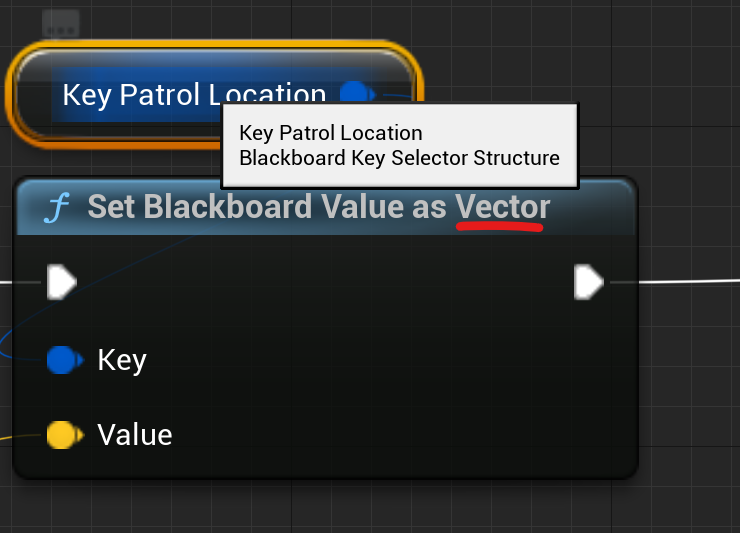 Key Patrol Location
Key Patrol Location
Blackboard Key Selector Structure
f Set Blackboard Value as Vector
Key
Value